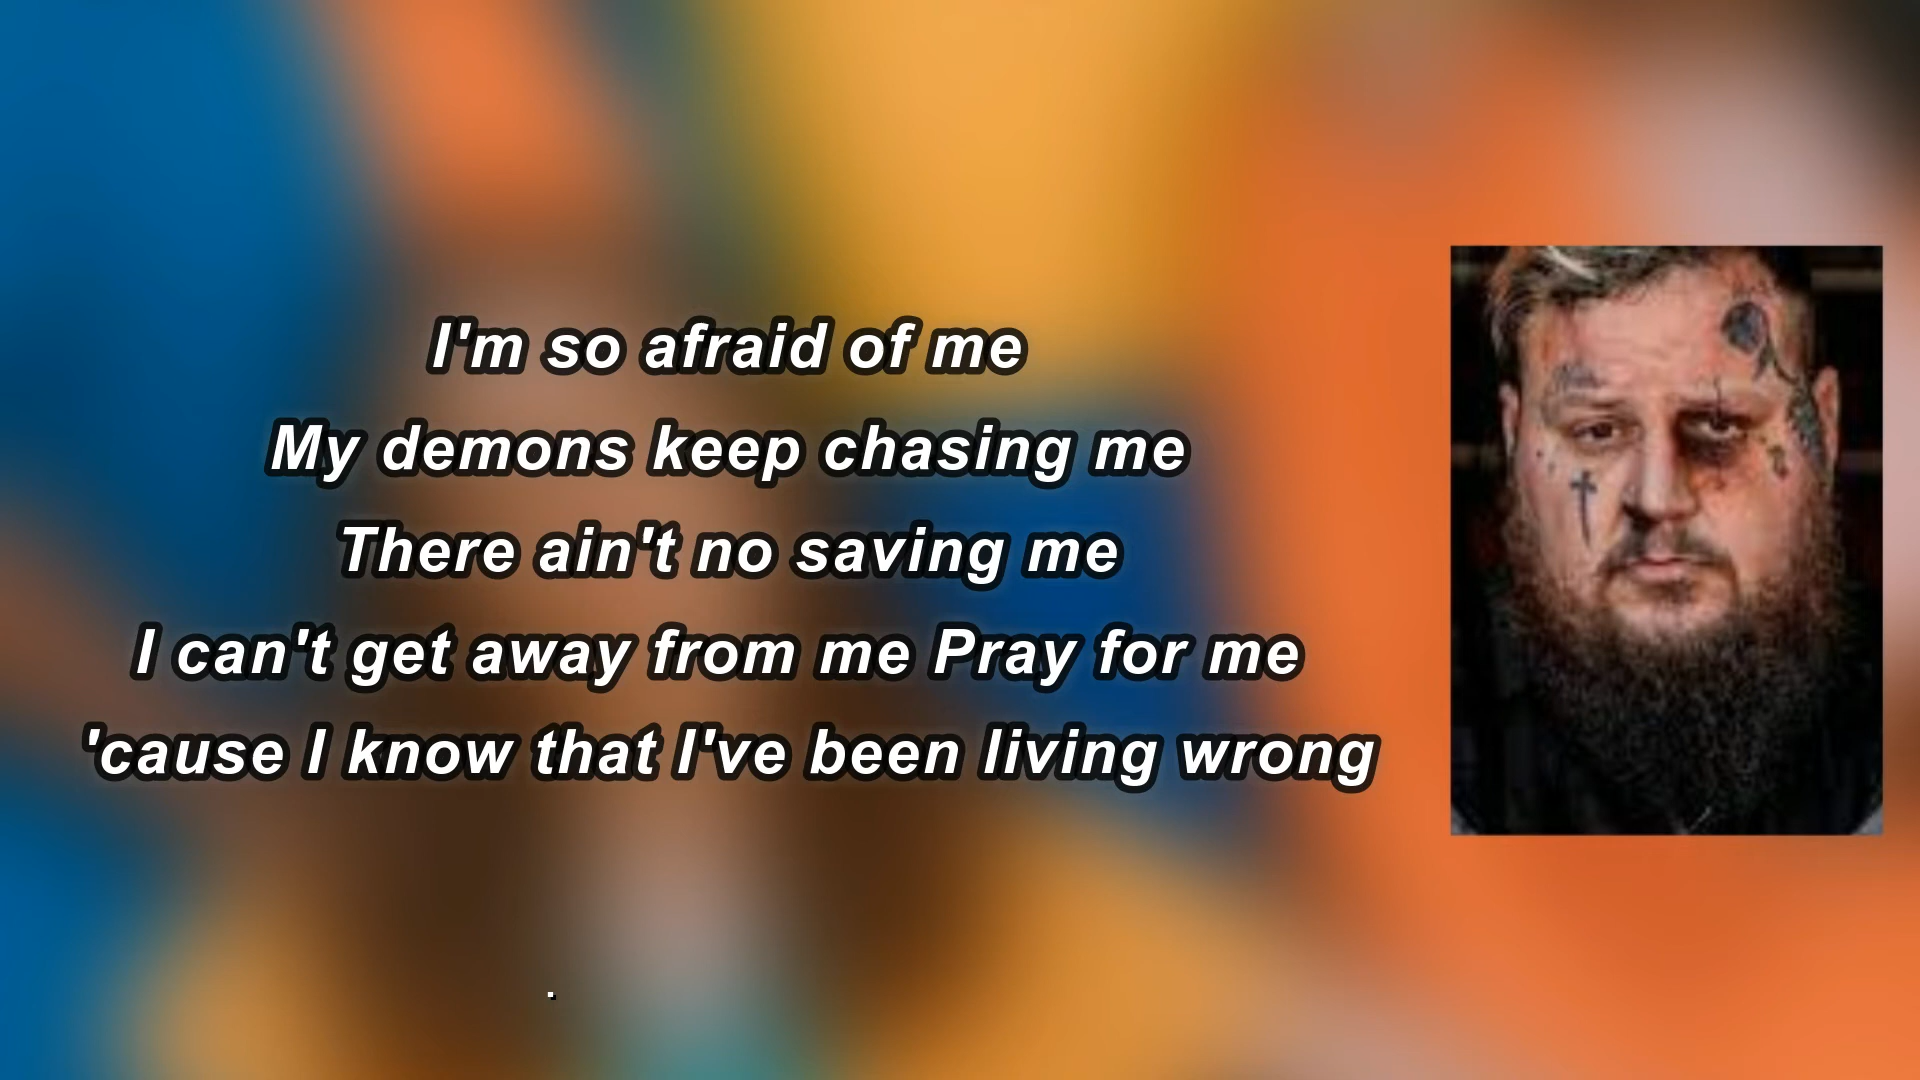 I'm so afraid of me
My demons keep chasing me
There ain't no saving me
I can't get away from me Pray for me
'cause I know that I've been living wrong
.